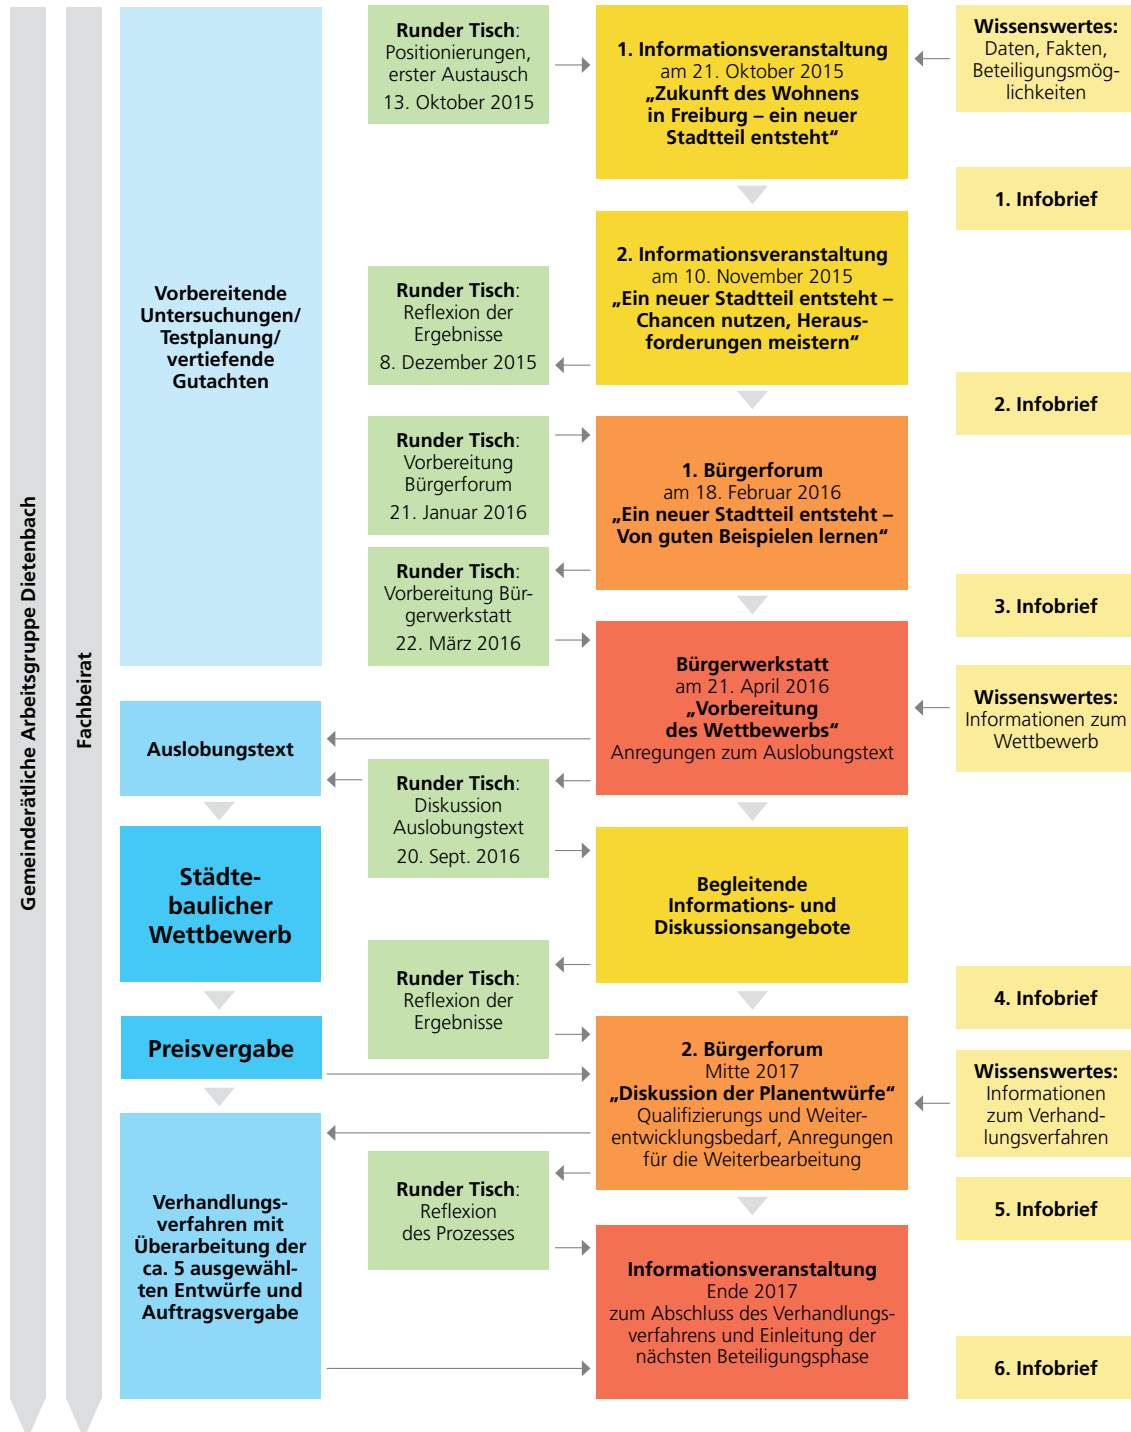 Gemeinderätliche Arbeitsgruppe Dietenbach
Fachbeirat
Vorbereitende
Untersuchungen/
Testplanung/
vertiefende
Gutachten
Auslobungstext
Städte-
baulicher
Wettbewerb
Preisvergabe
Verhandlungs-
verfahren mit
Überarbeitung der
ca. 5 ausgewähl-
ten Entwürfe und
Auftragsvergabe
Runder Tisch:
Positionierungen,
erster Austausch
13. Oktober 2015
Runder Tisch:
Reflexion der
Ergebnisse
8. Dezember 2015
Runder Tisch:
Vorbereitung
Bürgerforum
21. Januar 2016
Runder Tisch:
Vorbereitung Bür-
gerwerkstatt
22. März 2016
Runder Tisch:
Diskussion
Auslobungstext
20. Sept. 2016
Runder Tisch:
Reflexion der
Ergebnisse
Runder Tisch:
Reflexion
des Prozesses
1. Informationsveranstaltung
am 21. Oktober 2015
„Zukunft des Wohnens
in Freiburg – ein neuer
Stadtteil entsteht“
2. Informationsveranstaltung
am 10. November 2015
„Ein neuer Stadtteil entsteht –
Chancen nutzen, Heraus-
forderungen meistern“
1. Bürgerforum
am 18. Februar 2016
„Ein neuer Stadtteil entsteht –
Von guten Beispielen lernen“
Bürgerwerkstatt
am 21. April 2016
„Vorbereitung
des Wettbewerbs“
Anregungen zum Auslobungstext
Begleitende
Informations- und
Diskussionsangebote
2. Bürgerforum
Mitte 2017
„Diskussion der Planentwürfe“
Qualifizierungs und Weiter-
entwicklungsbedarf, Anregungen
für die Weiterbearbeitung
Informationsveranstaltung
Ende 2017
zum Abschluss des Verhandlungs-
verfahrens und Einleitung der
nächsten Beteiligungsphase
Wissenswertes:
Daten, Fakten,
Beteiligungsmög-
lichkeiten
1. Infobrief
2. Infobrief
3. Infobrief
Wissenswertes:
Informationen zum
Wettbewerb
4. Infobrief
Wissenswertes:
Informationen
zum Verhand-
lungsverfahren
5. Infobrief
6. Infobrief